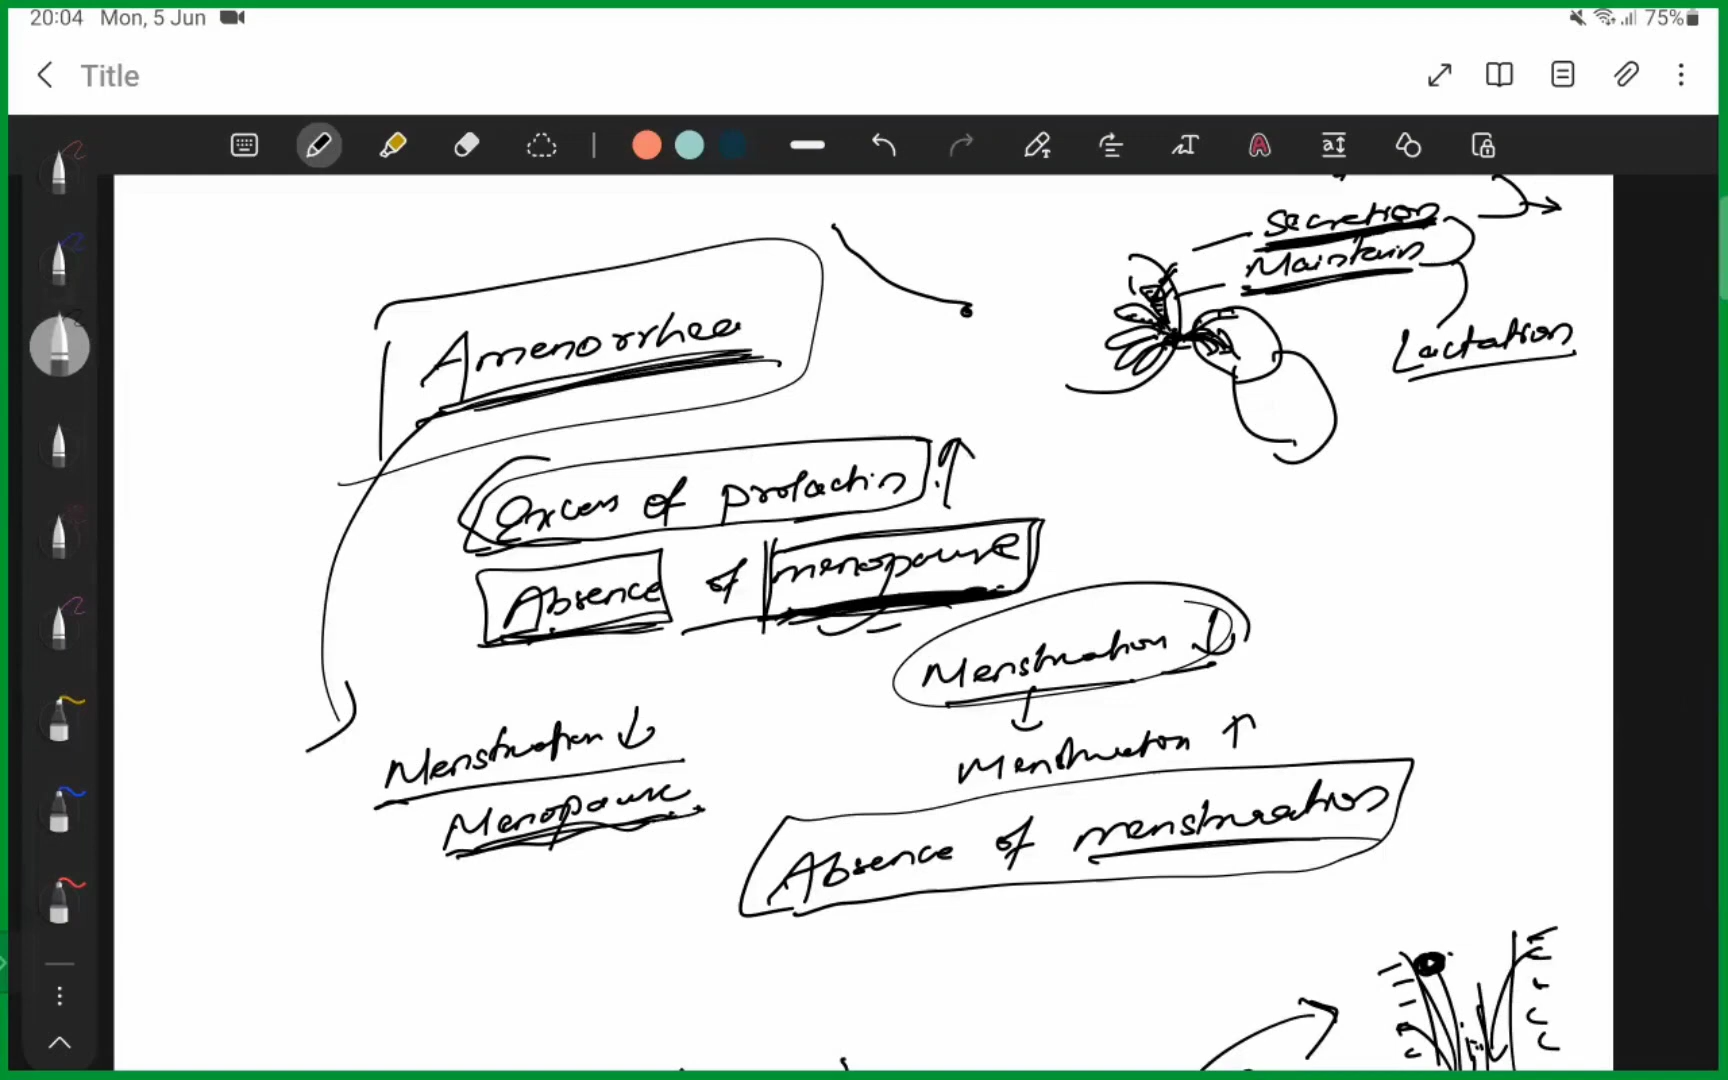 20:04 Mon, 5 Jun
75%
Title
Secretion
Maintain
Lactation
Amenorrhea
Excess of prolactin ↑
Absence of menopause
Menstruation ↓
Menstruation ↑
Menstruation ↓
Menopause
Absence of menstruation